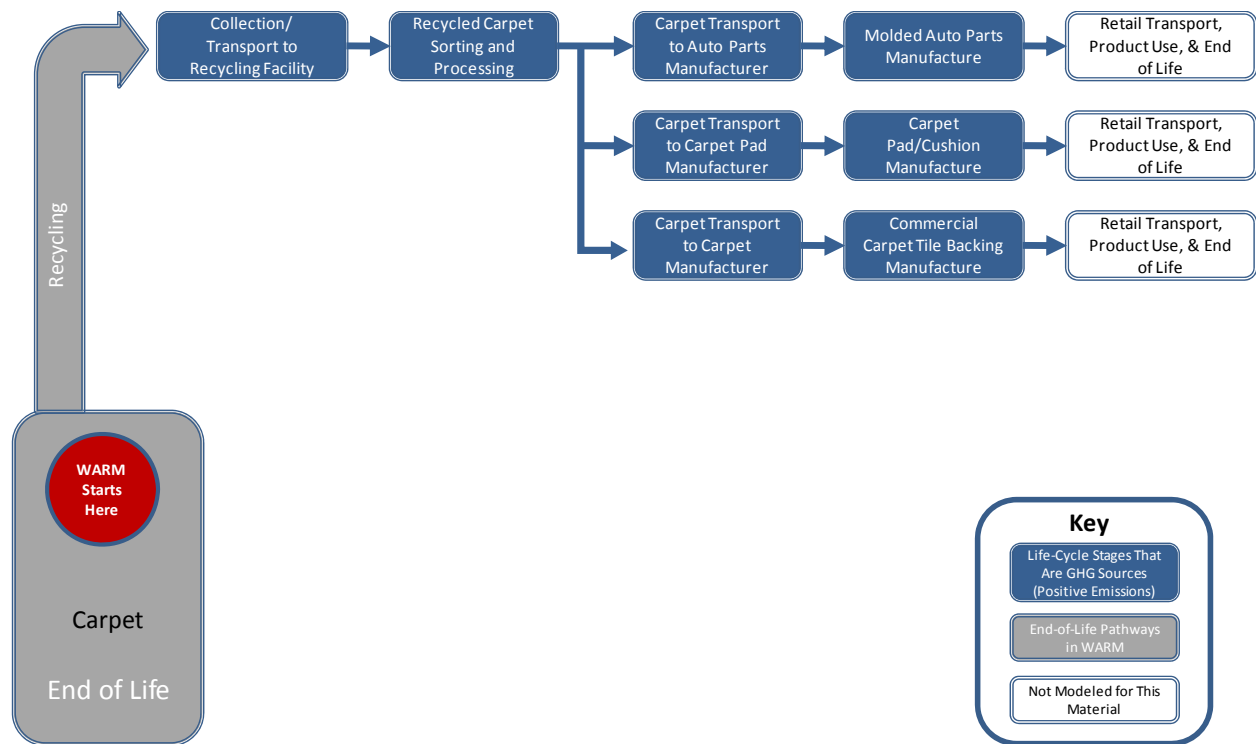 Collection/
Transport to
Recycling Facility
Recycled Carpet
Sorting and
Processing
Carpet Transport
to Auto Parts
Manufacturer
Molded Auto Parts
Manufacture
Retail Transport,
Product Use, & End
of Life
Carpet Transport
to Carpet Pad
Manufacturer
Carpet
Pad/Cushion
Manufacture
Retail Transport,
Product Use, & End
of Life
Carpet Transport
to Carpet
Manufacturer
Commercial
Carpet Tile Backing
Manufacture
Retail Transport,
Product Use, & End
of Life
Recycling
WARM
Starts
Here
Carpet
End of Life
Key
Life-Cycle Stages That
Are GHG Sources
(Positive Emissions)
End-of-Life Pathways
in WARM
Not Modeled for This
Material